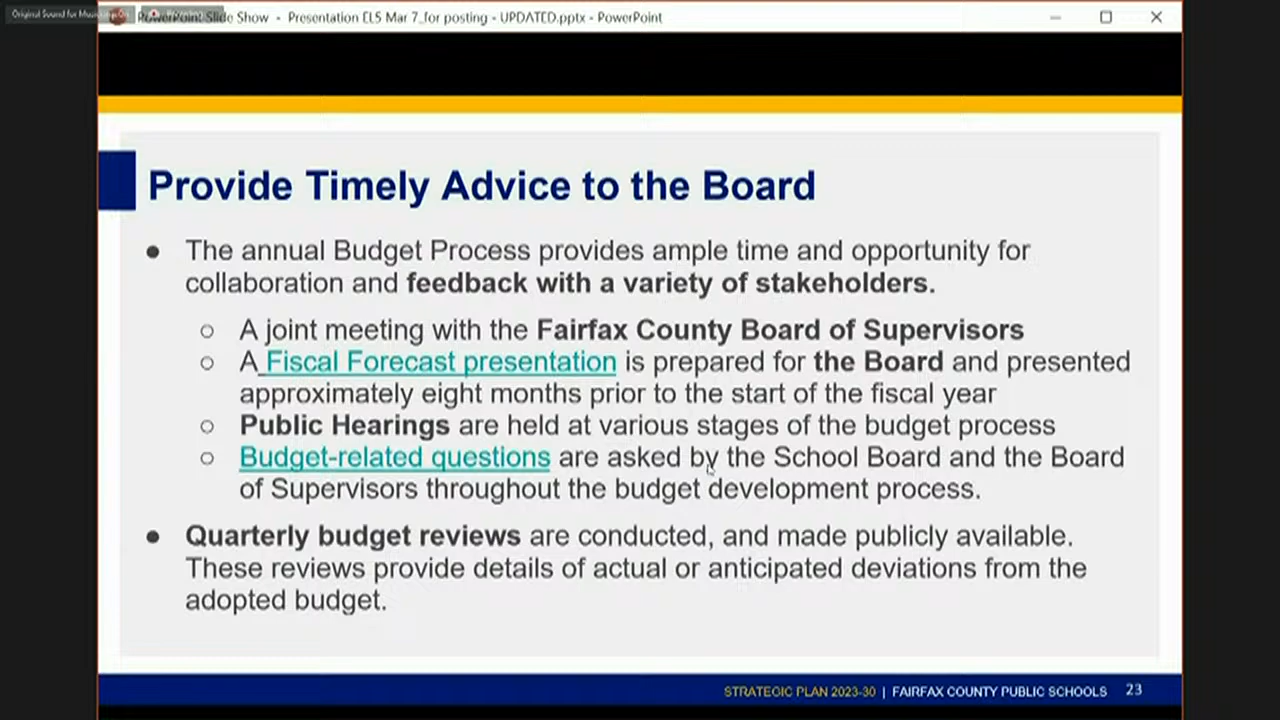 Original Sound for Musicians: On
PowerPoint Slide Show - Presentation EL5 Mar 7_for posting - UPDATED.pptx - PowerPoint
Provide Timely Advice to the Board
● The annual Budget Process provides ample time and opportunity for
collaboration and feedback with a variety of stakeholders.
○ A joint meeting with the Fairfax County Board of Supervisors
○ A Fiscal Forecast presentation is prepared for the Board and presented
approximately eight months prior to the start of the fiscal year
○ Public Hearings are held at various stages of the budget process
○ Budget-related questions are asked by the School Board and the Board
of Supervisors throughout the budget development process.
● Quarterly budget reviews are conducted, and made publicly available.
These reviews provide details of actual or anticipated deviations from the
adopted budget.
STRATEGIC PLAN 2023-30 | FAIRFAX COUNTY PUBLIC SCHOOLS 23